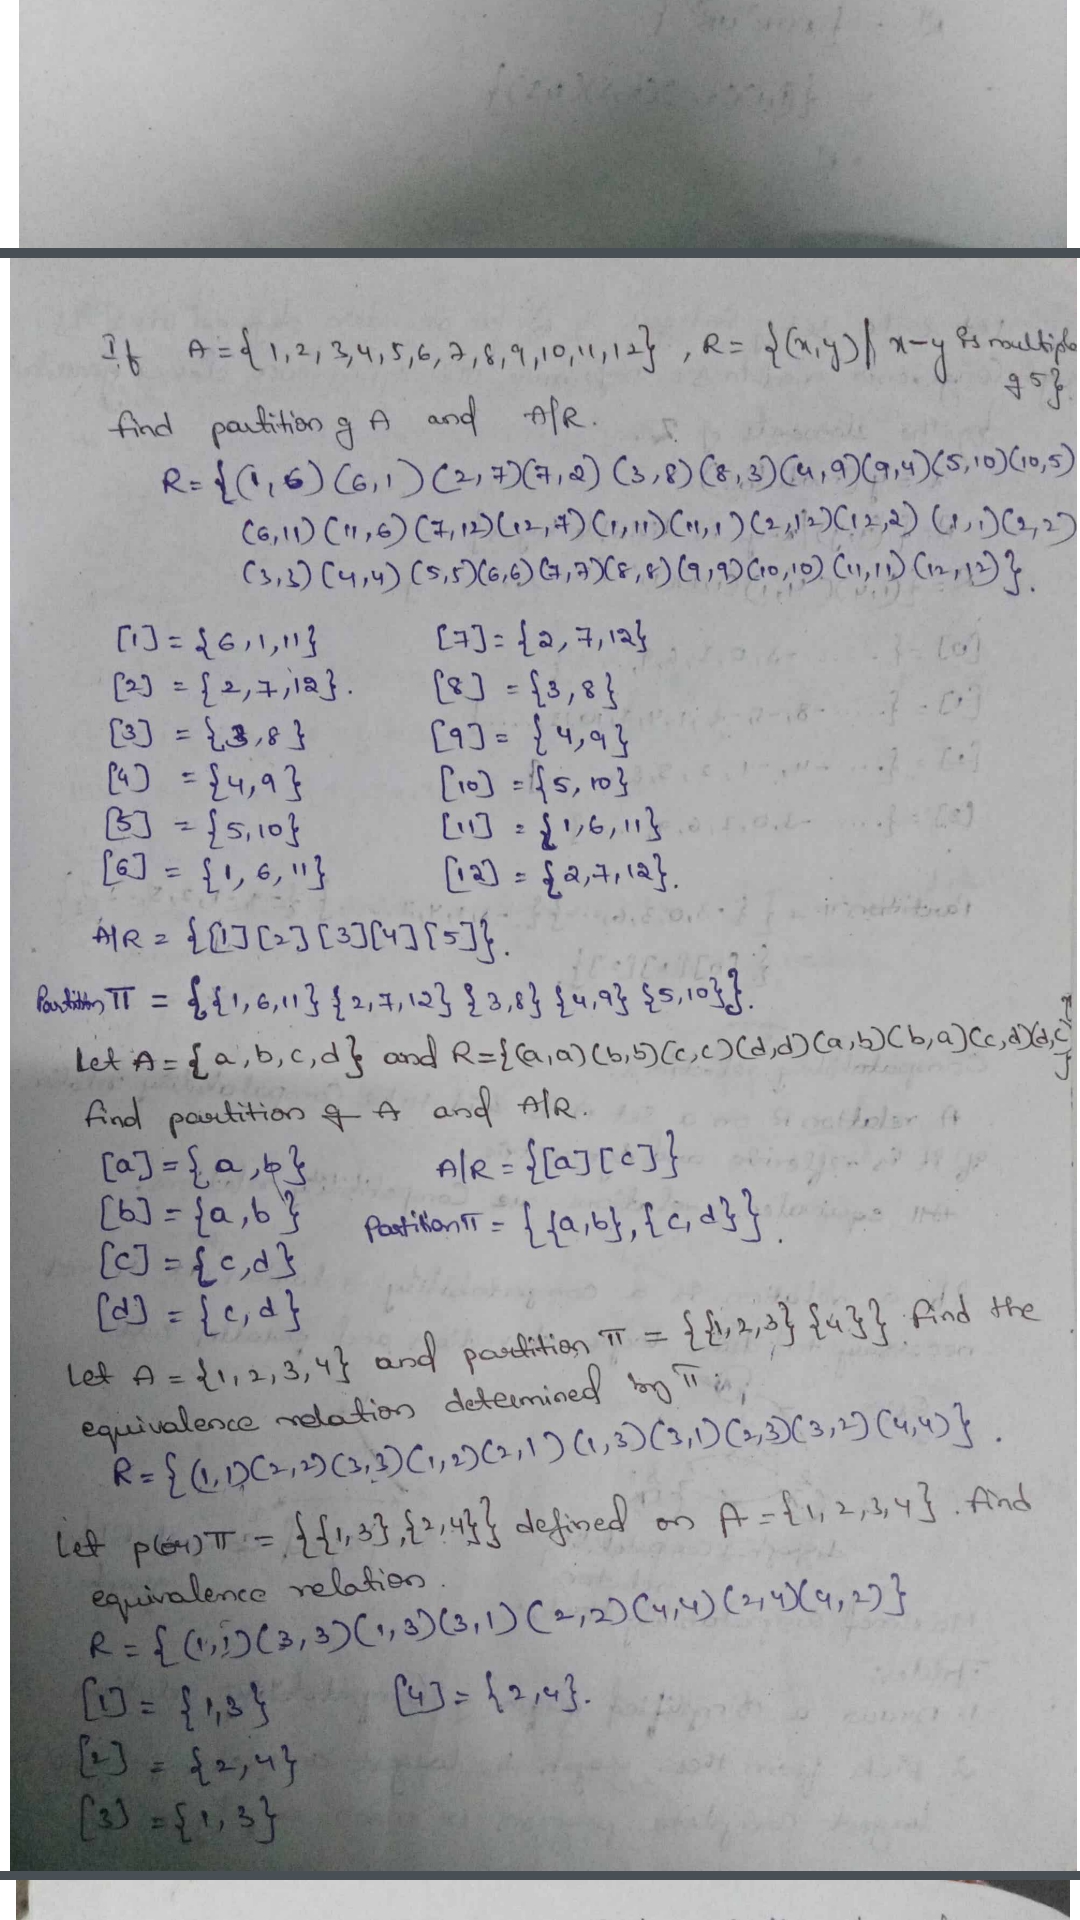 If A = { 1, 2, 3, 4, 5, 6, 7, 8, 9, 10, 11, 12 } , R = {(x,y) | x-y is multiple
of 5}
find partition of A and A/R.
R = { (1, 6) (6,1) (2,7)(7,2) (3,8) (8,3)(4,9)(9,4)(5,10)(10,5)
(6,11) (11,6) (7,12)(12,7)(1,11)(11,1)(2,12)(12,2) (1,1)(2,2)
(3,3) (4,4) (5,5)(6,6)(7,7)(8,8)(9,9)(10,10) (11,11) (12,12) }.
[1] = {6,1,11} [7] = {2,7,12}
[2] = {2,7,12}. [8] = {3,8}
[3] = {3,8} [9] = {4,9}
[4] = {4,9} [10] = {5,10}
[5] = {5,10} [11] = {1,6,11}
[6] = {1,6,11} [12] = {2,7,12}.
A/R = {[1][2][3][4][5]}.
Partition π = {{1,6,11}{2,7,12}{3,8}{4,9}{5,10}}.
Let A = {a, b, c, d} and R={(a,a)(b,b)(c,c)(d,d)(a,b)(b,a)(c,d)(d,c)}
find partition of A and A/R.
[a] = {a,b} A/R = {[a][c]}
[b] = {a,b} Partition π = {{a,b},{c,d}}.
[c] = {c,d}
[d] = {c,d}
Let A = {1,2,3,4} and partition π = {{1,2,3}{4}} find the
equivalence relation determined by π
R = {(1,1)(2,2)(3,3)(1,2)(2,1)(1,3)(3,1)(2,3)(3,2)(4,4)}.
Let p(or)π = {{1,3},{2,4}} defined on A = {1,2,3,4}. find
equivalence relation.
R = {(1,1)(3,3)(1,3)(3,1)(2,2)(4,4)(2,4)(4,2)}
[1] = {1,3} [4] = {2,4}.
[2] = {2,4}
[3] = {1,3}